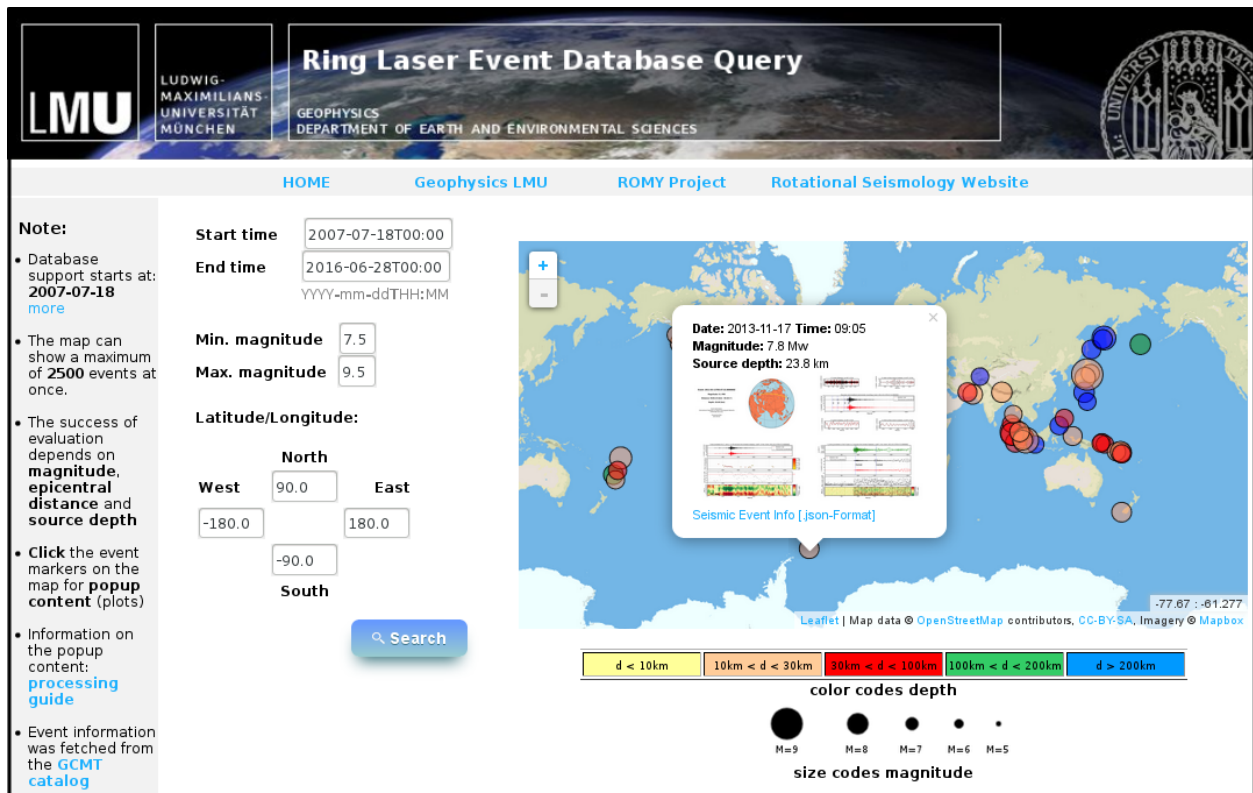 LMU
LUDWIG-
MAXIMILIANS-
UNIVERSITÄT
MÜNCHEN
Ring Laser Event Database Query
GEOPHYSICS
DEPARTMENT OF EARTH AND ENVIRONMENTAL SCIENCES
HOME Geophysics LMU ROMY Project Rotational Seismology Website
Note:
• Database
support starts at:
2007-07-18
more
• The map can
show a maximum
of 2500 events at
once.
• The success of
evaluation
depends on
magnitude,
epicentral
distance and
source depth
• Click the event
markers on the
map for popup
content (plots)
• Information on
the popup
content:
processing
guide
• Event information
was fetched from
the GCMT
catalog
Start time 2007-07-18T00:00
End time 2016-06-28T00:00
YYYY-mm-ddTHH:MM
Min. magnitude 7.5
Max. magnitude 9.5
Latitude/Longitude:
North
West 90.0 East
-180.0 180.0
-90.0
South
Search
+
-
×
Date: 2013-11-17 Time: 09:05
Magnitude: 7.8 Mw
Source depth: 23.8 km
Seismic Event Info [.json-Format]
-77.67 : -61.277
Leaflet | Map data © OpenStreetMap contributors, CC-BY-SA, Imagery © Mapbox
d < 10km 10km < d < 30km 30km < d < 100km 100km < d < 200km d > 200km
color codes depth
M=9 M=8 M=7 M=6 M=5
size codes magnitude